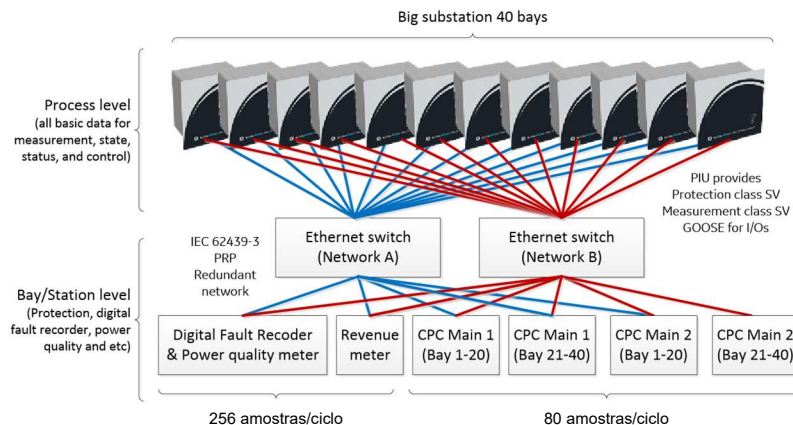 Big substation 40 bays
Process level
(all basic data for
measurement, state,
status, and control)
PIU provides
Protection class SV
Measurement class SV
GOOSE for I/Os
Ethernet switch
(Network A)
Ethernet switch
(Network B)
IEC 62439-3
PRP
Redundant
network
Bay/Station level
(Protection, digital
fault recorder, power
quality and etc)
Digital Fault Recoder
& Power quality meter
Revenue
meter
CPC Main 1
(Bay 1-20)
CPC Main 1
(Bay 21-40)
CPC Main 2
(Bay 1-20)
CPC Main 2
(Bay 21-40)
256 amostras/ciclo
80 amostras/ciclo